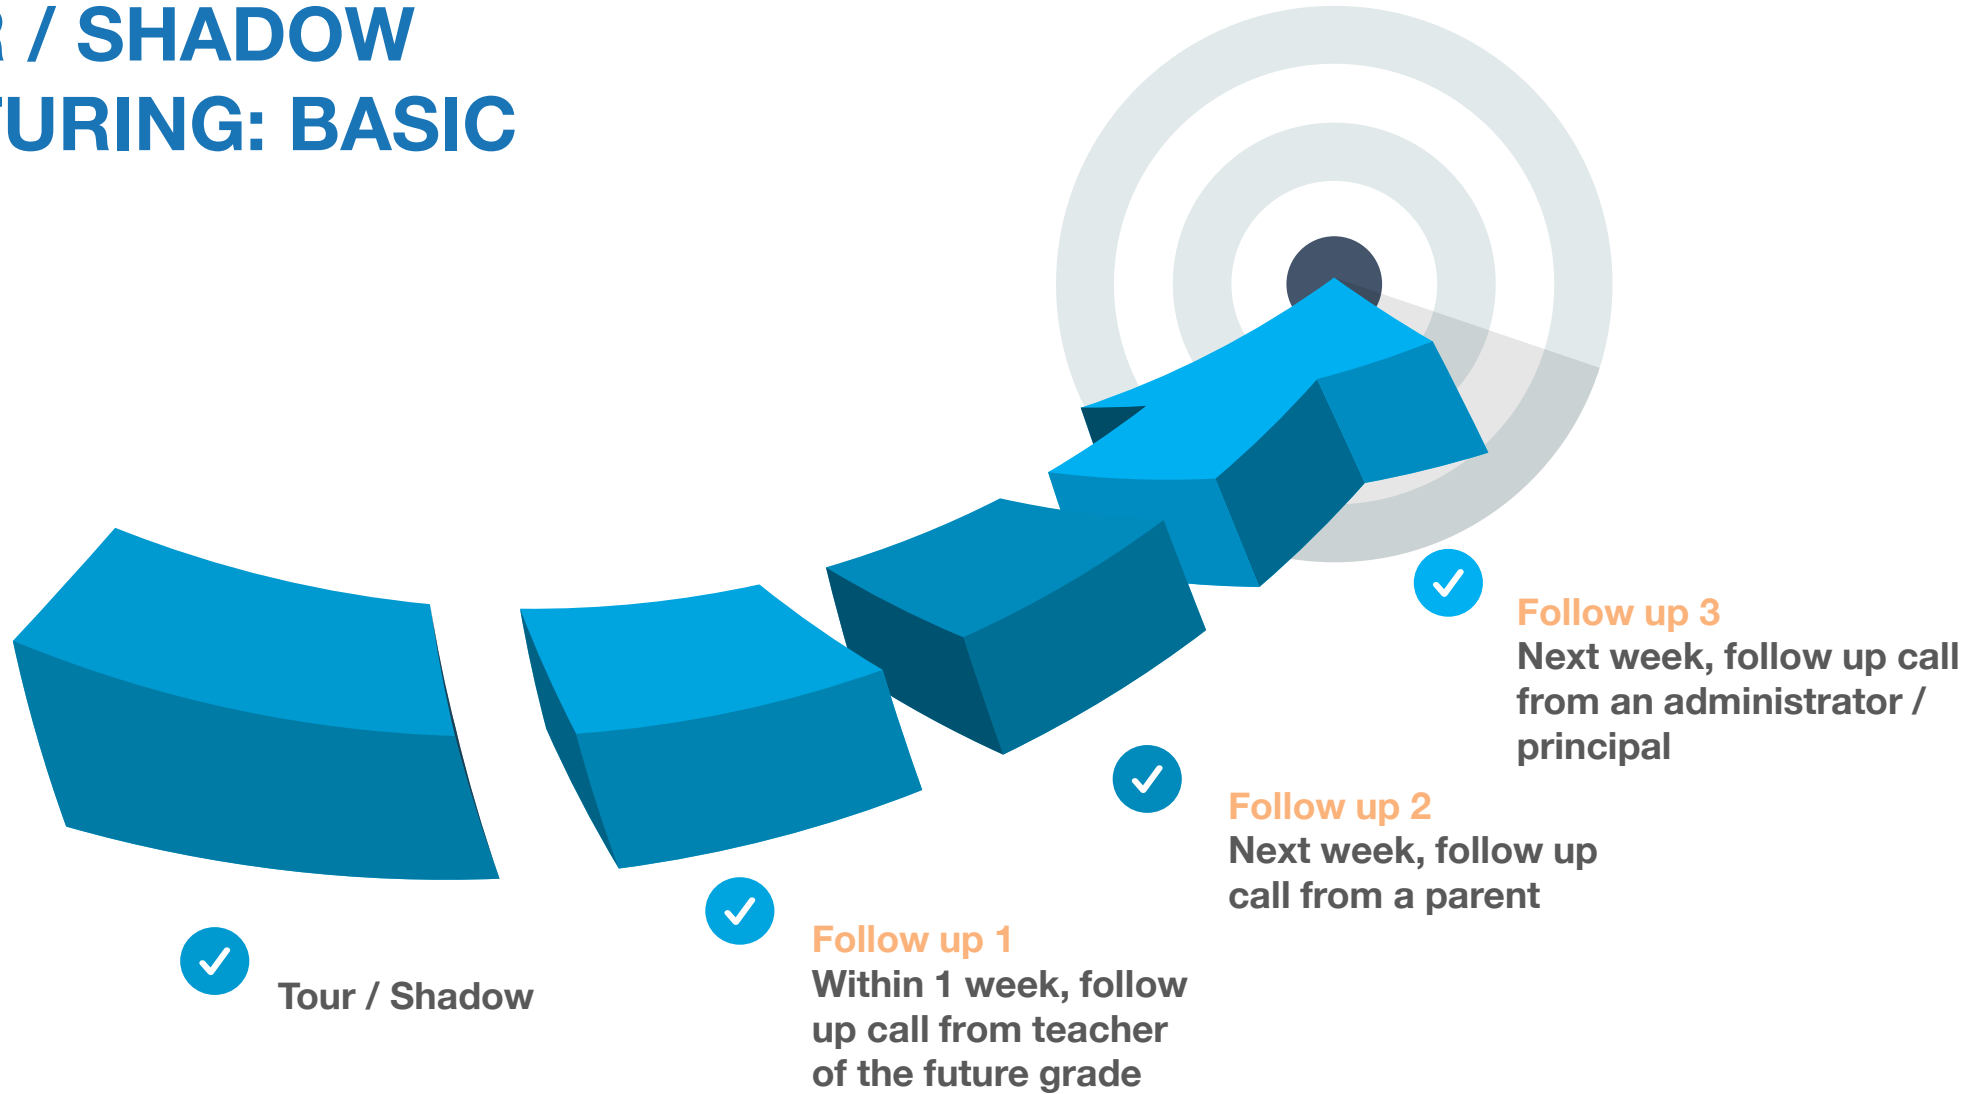 R / SHADOW
TURING: BASIC
Tour / Shadow
Follow up 1
Within 1 week, follow
up call from teacher
of the future grade
Follow up 2
Next week, follow up
call from a parent
Follow up 3
Next week, follow up call
from an administrator /
principal